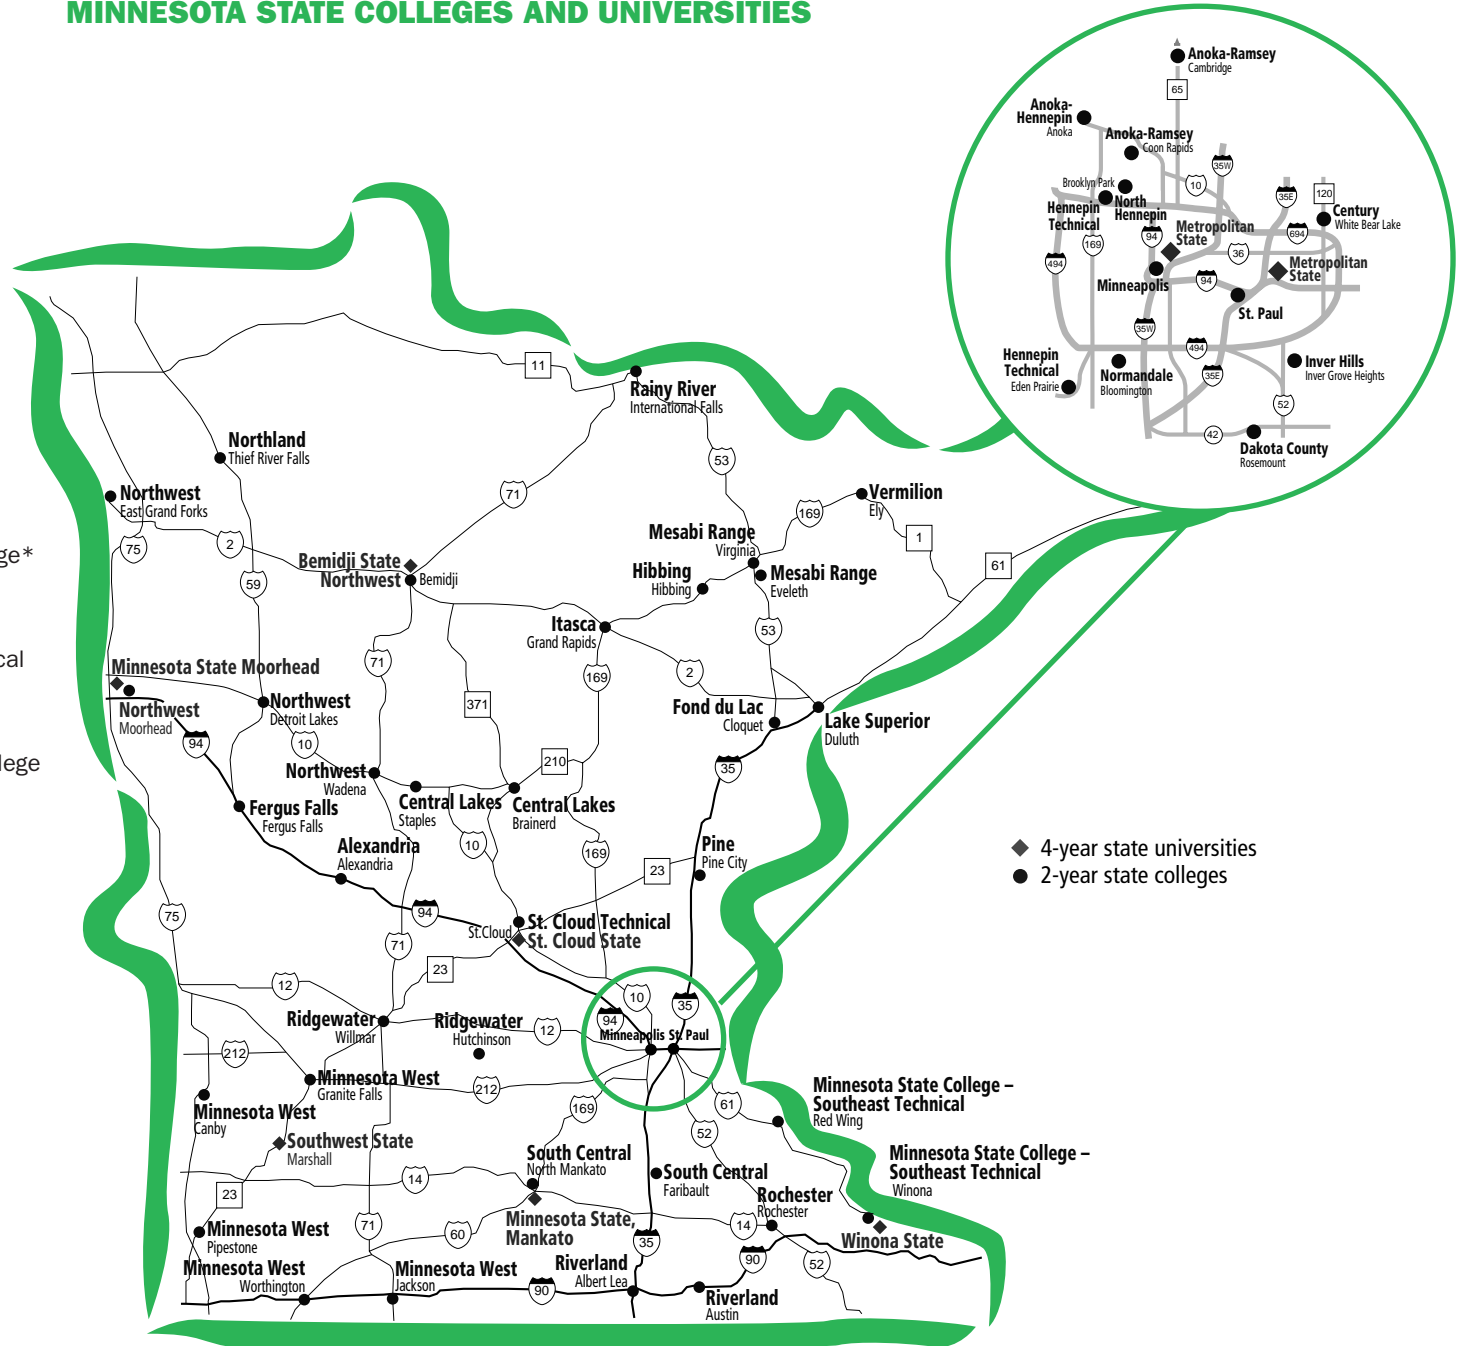 MINNESOTA STATE COLLEGES AND UNIVERSITIES
Anoka-Ramsey
Cambridge
65
Anoka-
Hennepin
Anoka
Anoka-Ramsey
Coon Rapids
35W
10
Brooklyn Park
35E
120
North
Hennepin
Hennepin
Technical
Century
White Bear Lake
Metropolitan
State
94
694
169
36
494
Metropolitan
State
Minneapolis
94
St. Paul
35W
494
Hennepin
Technical
Eden Prairie
Normandale
Bloomington
35E
Inver Hills
Inver Grove Heights
52
42
Dakota County
Rosemount
11
Rainy River
International Falls
Northland
Thief River Falls
53
71
Northwest
East Grand Forks
Vermilion
Ely
169
1
2
75
ge*
Mesabi Range
Virginia
61
Bemidji State
Northwest
Bemidji
Hibbing
Hibbing
Mesabi Range
Eveleth
59
Itasca
Grand Rapids
53
cal
Minnesota State Moorhead
71
169
2
Northwest
Moorhead
Northwest
Detroit Lakes
371
Fond du Lac
Cloquet
Lake Superior
Duluth
94
10
lege
210
35
Northwest
Wadena
Central Lakes
Staples
Central Lakes
Brainerd
Fergus Falls
Fergus Falls
Alexandria
Alexandria
10
169
Pine
Pine City
23
4-year state universities
2-year state colleges
75
94
St. Cloud Technical
St.Cloud
St. Cloud State
71
23
12
10
35
94
Ridgewater
Willmar
Ridgewater
Hutchinson
12
Minneapolis
St. Paul
212
Minnesota West
Granite Falls
212
Minnesota West
Canby
169
61
Minnesota State College –
Southeast Technical
Red Wing
52
Southwest State
Marshall
South Central
North Mankato
South Central
Faribault
Minnesota State College –
Southeast Technical
Winona
14
23
Rochester
Rochester
Minnesota State,
Mankato
71
60
14
Minnesota West
Pipestone
35
Winona State
90
52
Minnesota West
Worthington
Minnesota West
Jackson
Riverland
Albert Lea
90
Riverland
Austin